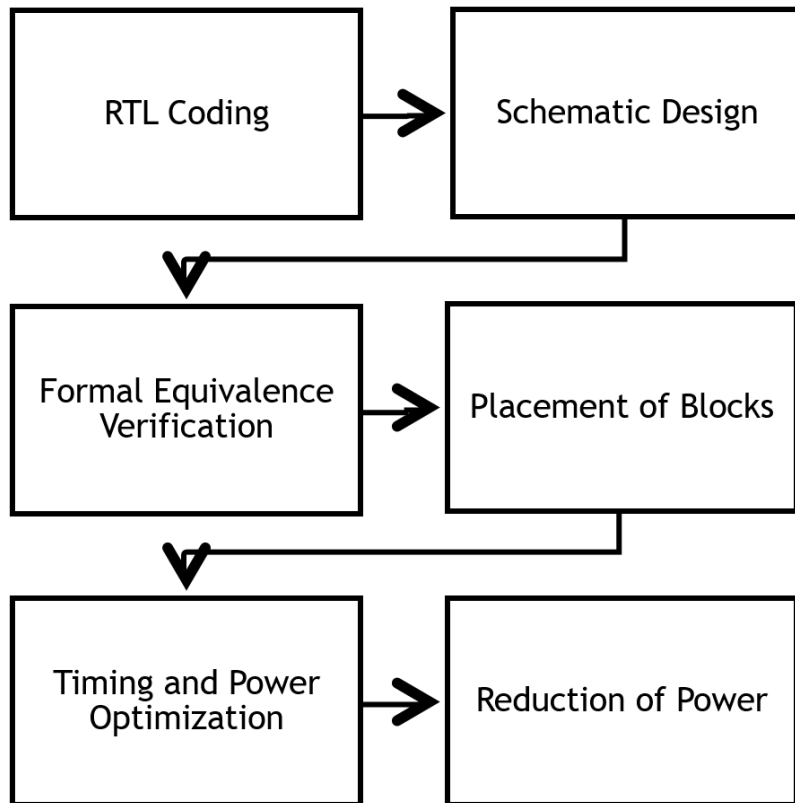 RTL Coding
Schematic Design
Formal Equivalence
Verification
Placement of Blocks
Timing and Power
Optimization
Reduction of Power